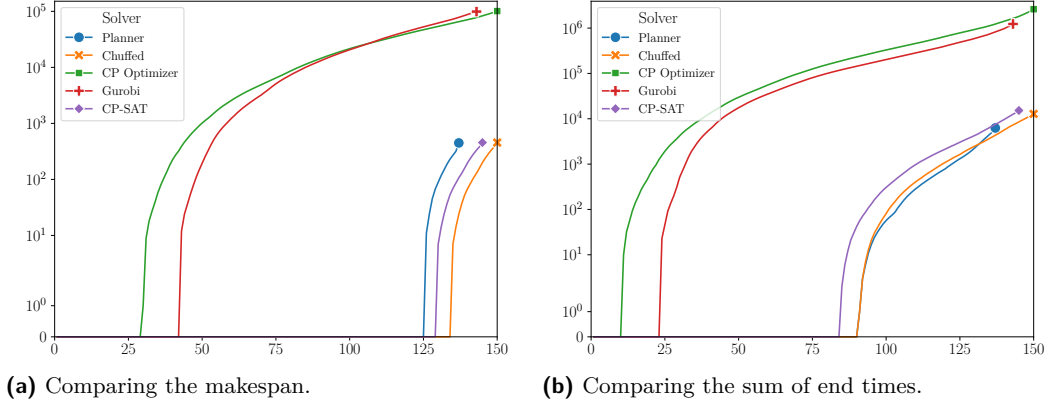 10^5
10^4
10^3
10^2
10^1
10^0
0
0 25 50 75 100 125 150
Solver
Planner
Chuffed
CP Optimizer
Gurobi
CP-SAT
(a) Comparing the makespan.
10^6
10^5
10^4
10^3
10^2
10^1
10^0
0
0 25 50 75 100 125 150
Solver
Planner
Chuffed
CP Optimizer
Gurobi
CP-SAT
(b) Comparing the sum of end times.